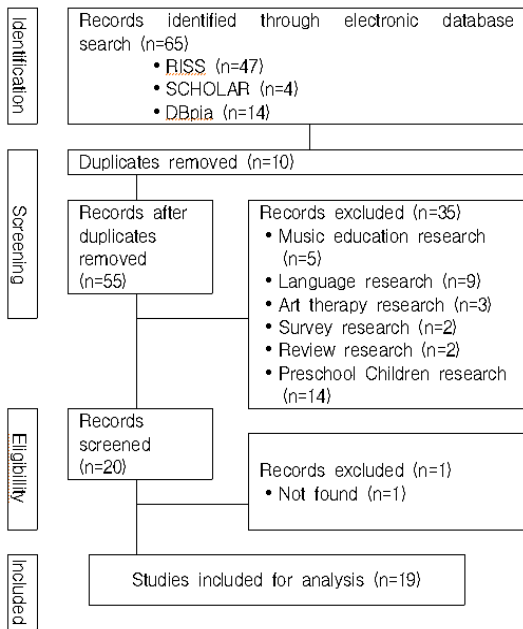 Identification
Records identified through electronic database
search (n=65)
• RISS (n=47)
• SCHOLAR (n=4)
• DBpia (n=14)
Screening
Duplicates removed (n=10)
Records after
duplicates
removed
(n=55)
Records excluded (n=35)
• Music education research
(n=5)
• Language research (n=9)
• Art therapy research (n=3)
• Survey research (n=2)
• Review research (n=2)
• Preschool Children research
(n=14)
Eligibillity
Records
screened
(n=20)
Records excluded (n=1)
• Not found (n=1)
Included
Studies included for analysis (n=19)